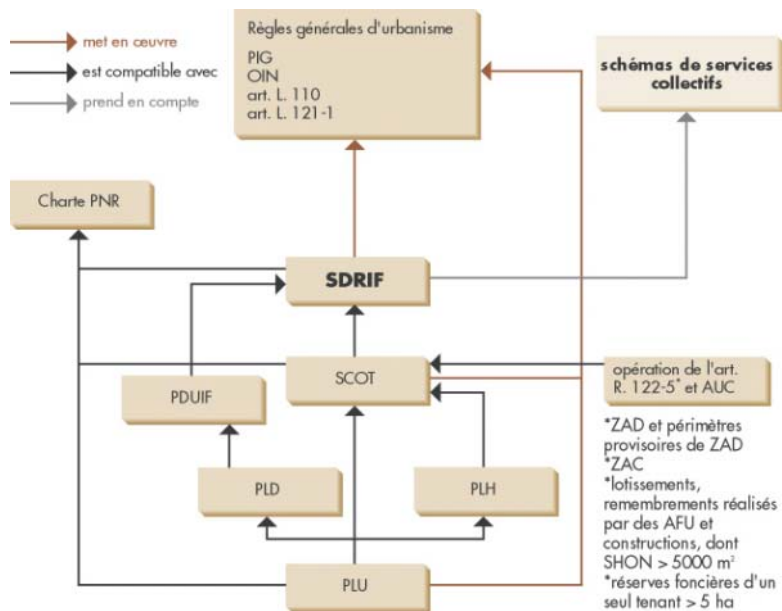 met en œuvre
est compatible avec
prend en compte
Règles générales d'urbanisme
PIG
OIN
art. L. 110
art. L. 121-1
schémas de services
collectifs
Charte PNR
SDRIF
SCOT
opération de l'art.
R. 122-5* et AUC
PDUIF
*ZAD et périmètres
provisoires de ZAD
*ZAC
*lotissements,
remembrements réalisés
par des AFU et
constructions, dont
SHON > 5000 m²
*réserves foncières d'un
seul tenant > 5 ha
PLD
PLH
PLU